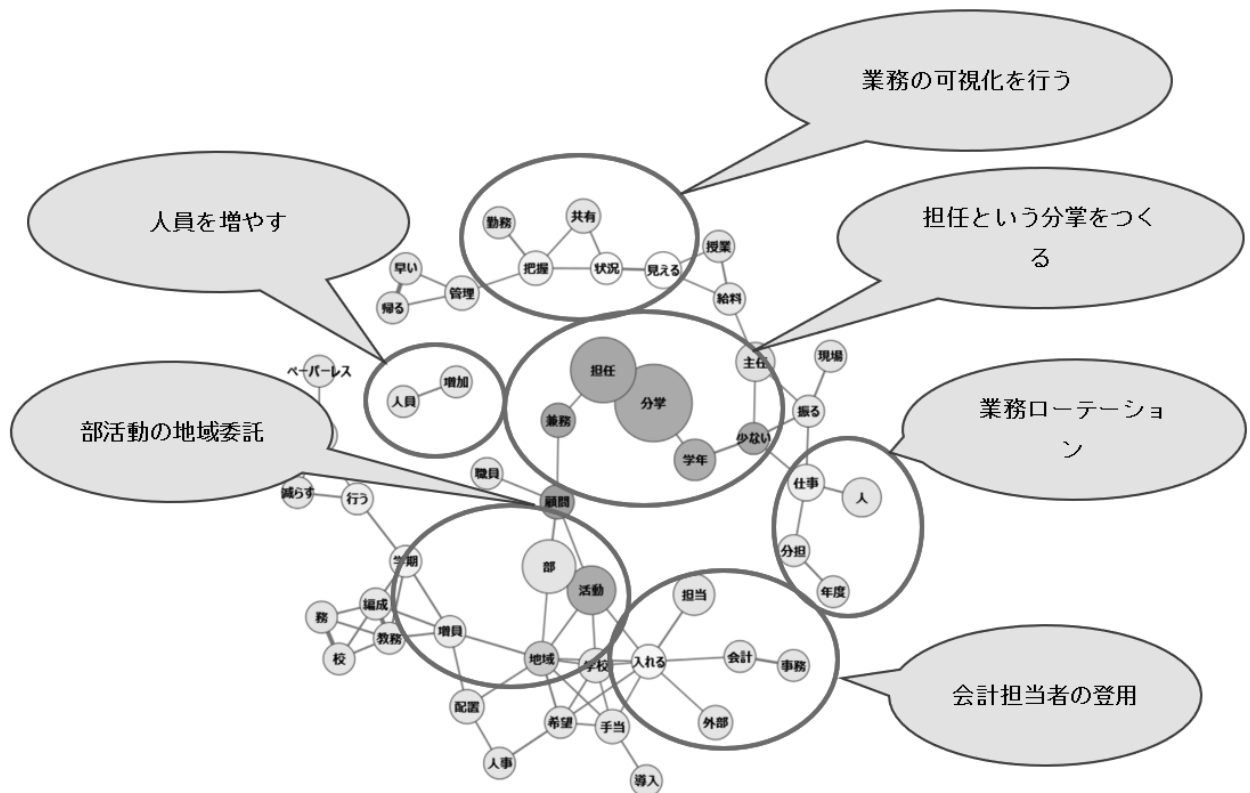 業務の可視化を行う
人員を増やす
担任という分掌をつく
る
共有
勤務
授業
早い
把握
状況
見える
管理
給料
帰る
現場
主任
ペーパーレス
担任
増加
人員
分掌
振る
業務ローテーショ
ン
兼務
部活動の地域委託
少ない
学年
職員
仕事
人
減らす
行う
顧問
分担
学期
部
活動
年度
担当
編成
務
増員
教務
校
地域
学校
入れる
会計
事務
会計担当者の登用
配置
希望
手当
外部
人事
導入